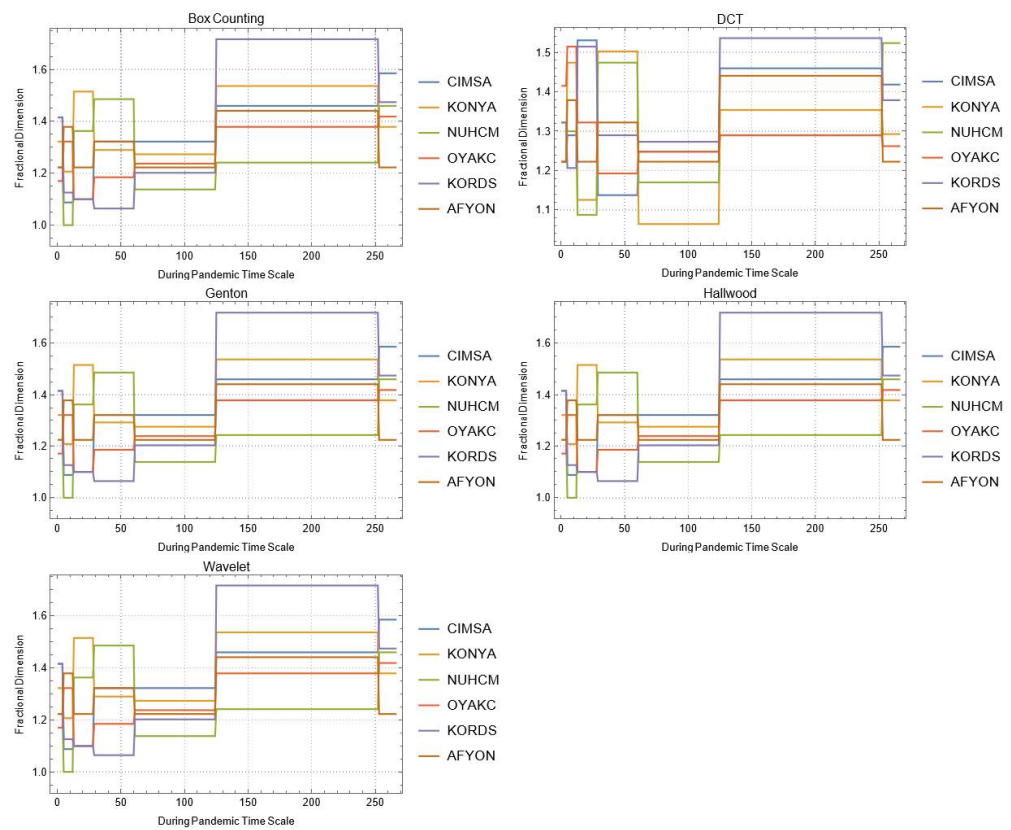 Box Counting
Fractional Dimension
1.6
1.4
1.2
1.0
0 50 100 150 200 250
During Pandemic Time Scale
CIMSA
KONYA
NUHCM
OYAKC
KORDS
AFYON
DCT
Fractional Dimension
1.5
1.4
1.3
1.2
1.1
0 50 100 150 200 250
During Pandemic Time Scale
CIMSA
KONYA
NUHCM
OYAKC
KORDS
AFYON
Genton
Fractional Dimension
1.6
1.4
1.2
1.0
0 50 100 150 200 250
During Pandemic Time Scale
CIMSA
KONYA
NUHCM
OYAKC
KORDS
AFYON
Hallwood
Fractional Dimension
1.6
1.4
1.2
1.0
0 50 100 150 200 250
During Pandemic Time Scale
CIMSA
KONYA
NUHCM
OYAKC
KORDS
AFYON
Wavelet
Fractional Dimension
1.6
1.4
1.2
1.0
0 50 100 150 200 250
During Pandemic Time Scale
CIMSA
KONYA
NUHCM
OYAKC
KORDS
AFYON